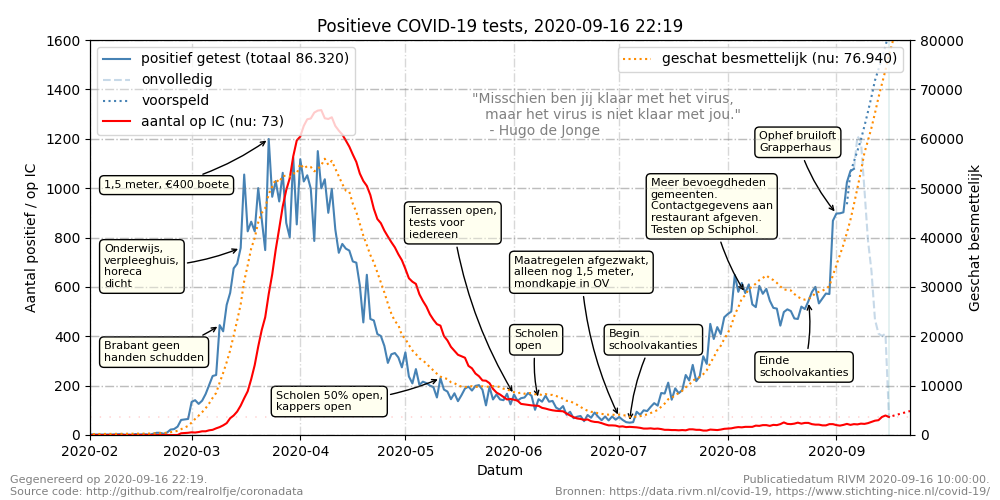 Positieve COVID-19 tests, 2020-09-16 22:19
positief getest (totaal 86.320)
onvolledig
voorspeld
aantal op IC (nu: 73)
geschat besmettelijk (nu: 76.940)
"Misschien ben jij klaar met het virus,
maar het virus is niet klaar met jou."
- Hugo de Jonge
Ophef bruiloft
Grapperhaus
1,5 meter, €400 boete
Meer bevoegdheden
gemeenten.
Contactgegevens aan
restaurant afgeven.
Testen op Schiphol.
Terrassen open,
tests voor
iedereen
Onderwijs,
verpleeghuis,
horeca
dicht
Maatregelen afgezwakt,
alleen nog 1,5 meter,
mondkapje in OV
Brabant geen
handen schudden
Scholen
open
Begin
schoolvakanties
Einde
schoolvakanties
Scholen 50% open,
kappers open
Aantal positief / op IC
1600
1400
1200
1000
800
600
400
200
0
Geschat besmettelijk
80000
70000
60000
50000
40000
30000
20000
10000
0
2020-02
2020-03
2020-04
2020-05
2020-06
2020-07
2020-08
2020-09
Datum
Gegenereerd op 2020-09-16 22:19.
Source code: http://github.com/realrolfje/coronadata
Publicatiedatum RIVM 2020-09-16 10:00:00.
Bronnen: https://data.rivm.nl/covid-19, https://www.stichting-nice.nl/covid-19/